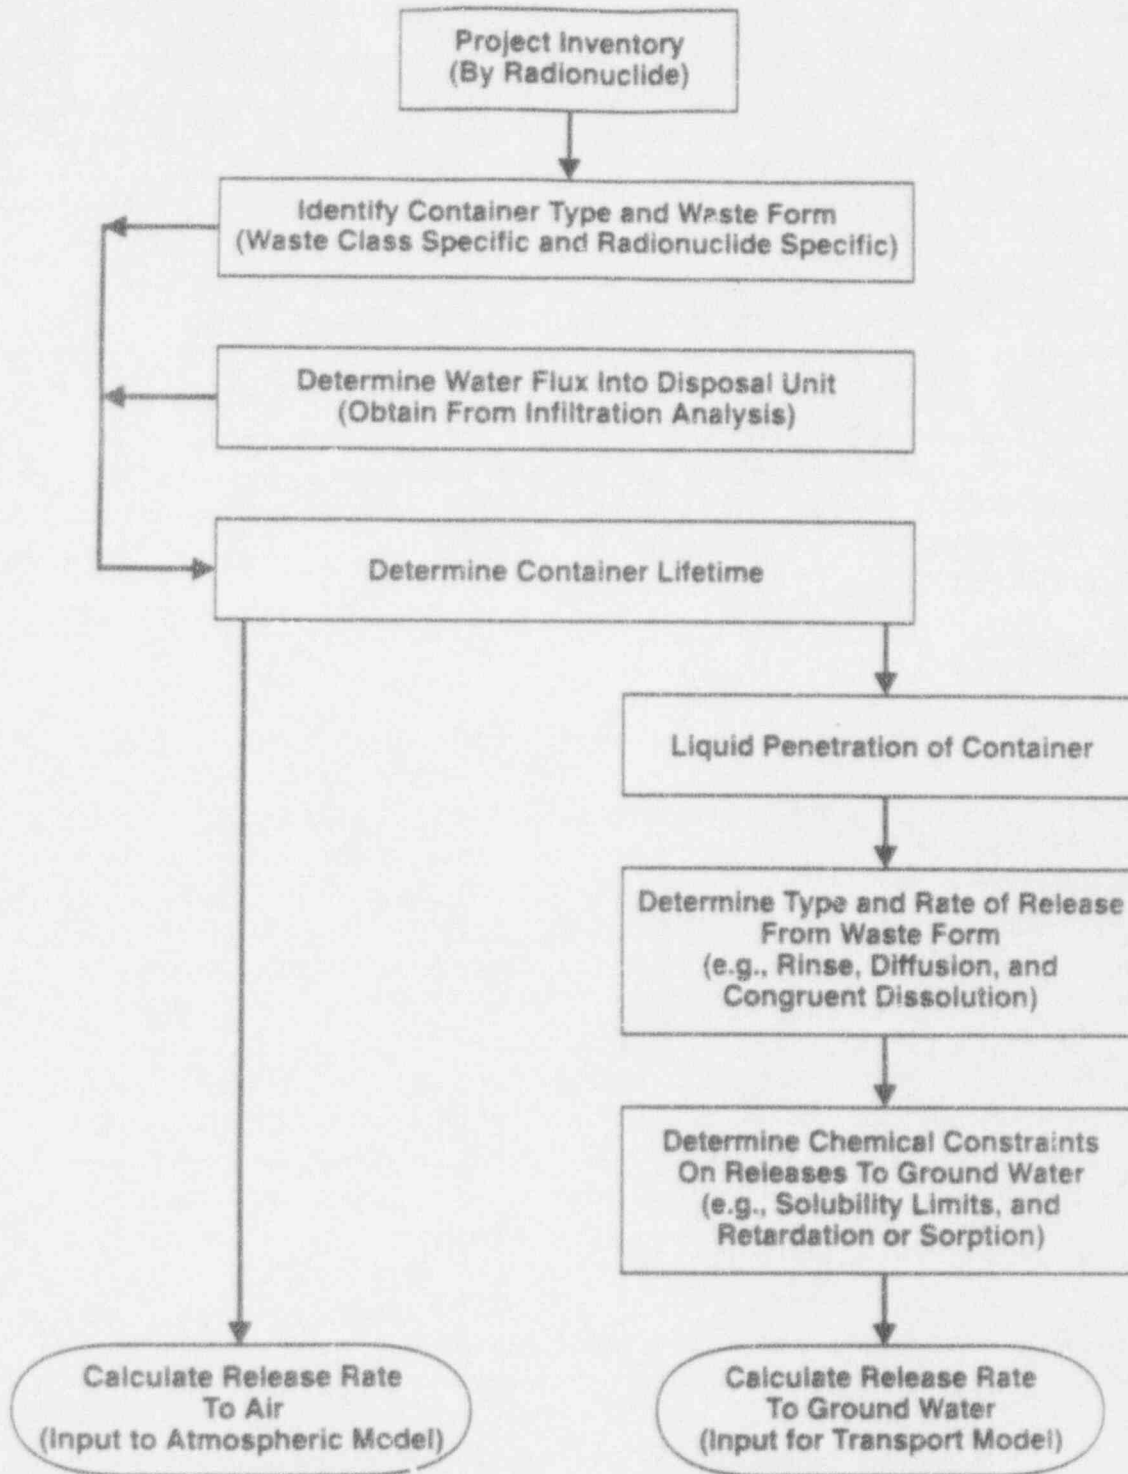 Project Inventory
(By Radionuclide)
Identify Container Type and Waste Form
(Waste Class Specific and Radionuclide Specific)
Determine Water Flux Into Disposal Unit
(Obtain From Infiltration Analysis)
Determine Container Lifetime
Liquid Penetration of Container
Determine Type and Rate of Release
From Waste Form
(e.g., Rinse, Diffusion, and
Congruent Dissolution)
Determine Chemical Constraints
On Releases To Ground Water
(e.g., Solubility Limits, and
Retardation or Sorption)
Calculate Release Rate
To Air
(Input to Atmospheric Model)
Calculate Release Rate
To Ground Water
(Input for Transport Model)